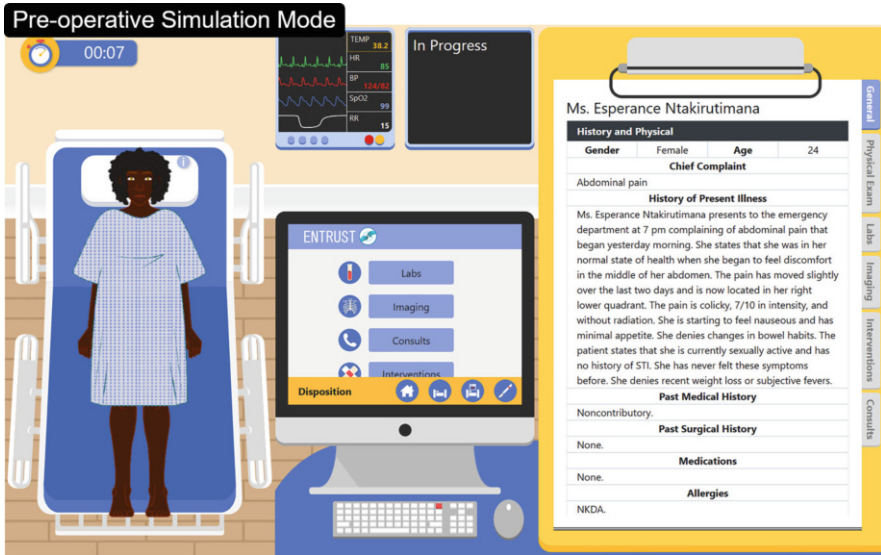 Pre-operative Simulation Mode
00:07
TEMP
38.2
HR
85
BP
124/82
SpO2
99
RR
15
In Progress
i
ENTRUST
Labs
Imaging
Consults
Interventions
Disposition
Ms. Esperance Ntakirutimana
History and Physical
Gender Female Age 24
Chief Complaint
Abdominal pain
History of Present Illness
Ms. Esperance Ntakirutimana presents to the emergency
department at 7 pm complaining of abdominal pain that
began yesterday morning. She states that she was in her
normal state of health when she began to feel discomfort
in the middle of her abdomen. The pain has moved slightly
over the last two days and is now located in her right
lower quadrant. The pain is colicky, 7/10 in intensity, and
without radiation. She is starting to feel nauseous and has
minimal appetite. She denies changes in bowel habits. The
patient states that she is currently sexually active and has
no history of STI. She has never felt these symptoms
before. She denies recent weight loss or subjective fevers.
Past Medical History
Noncontributory.
Past Surgical History
None.
Medications
None.
Allergies
NKDA.
General
Physical Exam
Labs
Imaging
Interventions
Consults